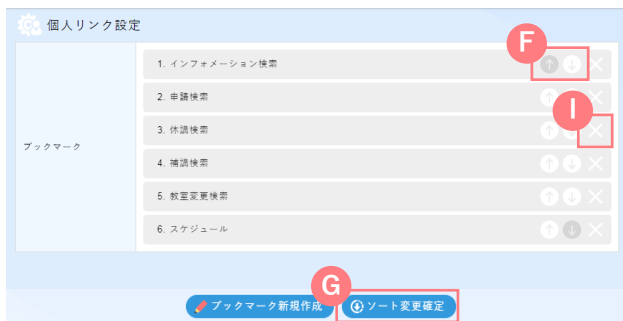 個人リンク設定
F
1. インフォメーション検索
2. 申請検索
I
3. 休講検索
ブックマーク
4. 補講検索
5. 教室変更検索
6. スケジュール
G
ブックマーク新規作成
ソート変更確定